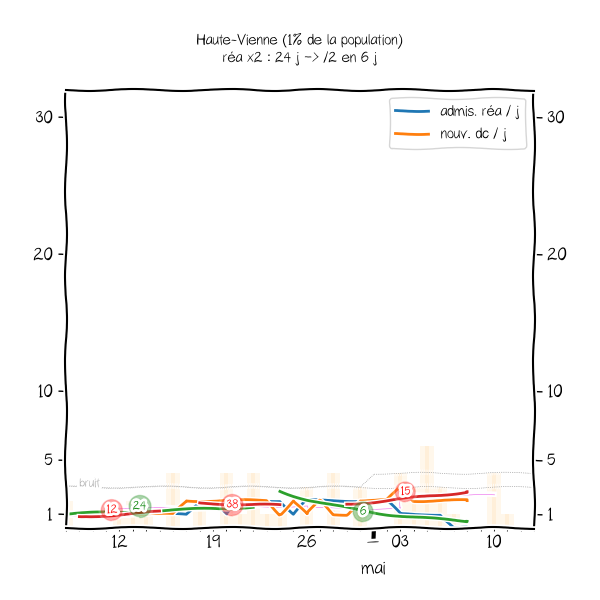 Haute-Vienne (1% de la population)
réa x2 : 24 j -> /2 en 6 j
admis. réa / j
nouv. dc / j
30 30
20 20
10 10
5 5
bruit
1 1
12 24 38 6 15
12 19 26 1 03 10
mai